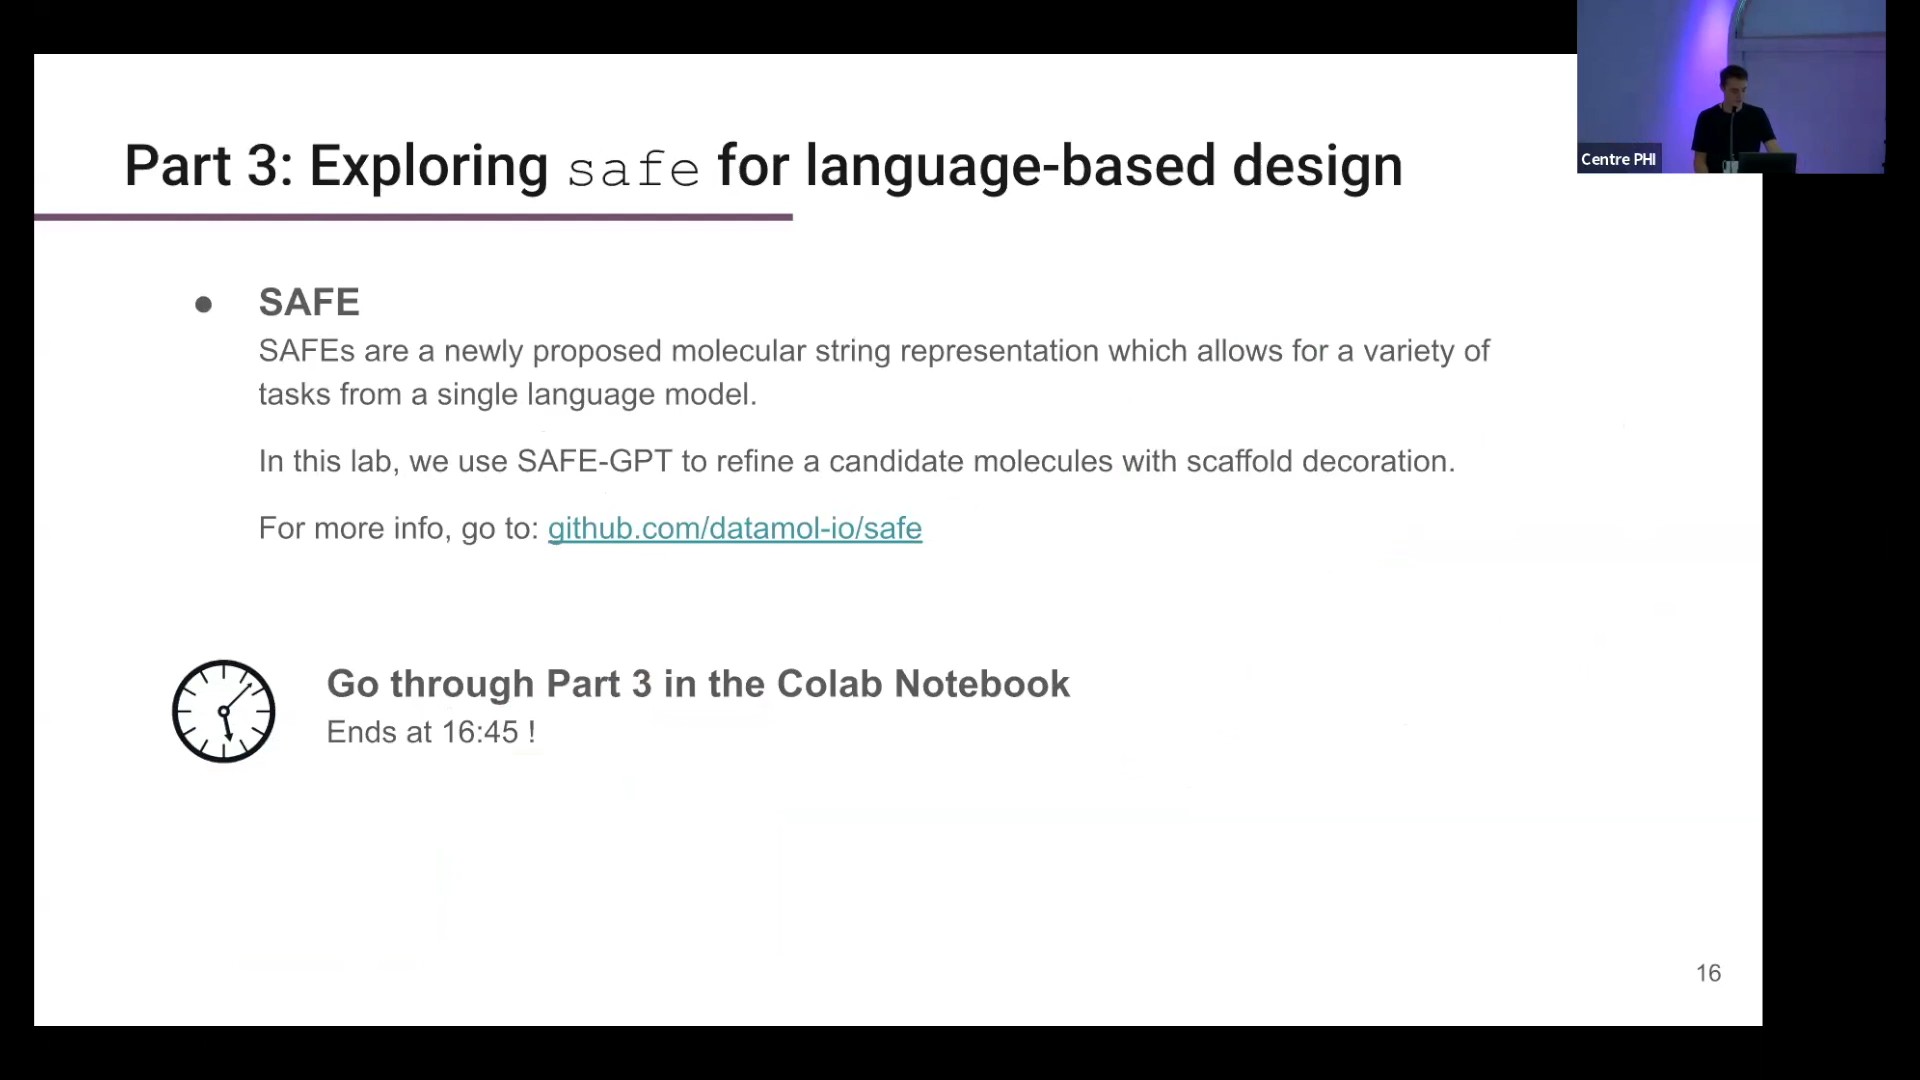 Centre PHI
Part 3: Exploring safe for language-based design
● SAFE
SAFEs are a newly proposed molecular string representation which allows for a variety of
tasks from a single language model.
In this lab, we use SAFE-GPT to refine a candidate molecules with scaffold decoration.
For more info, go to: github.com/datamol-io/safe
Go through Part 3 in the Colab Notebook
Ends at 16:45 !
16